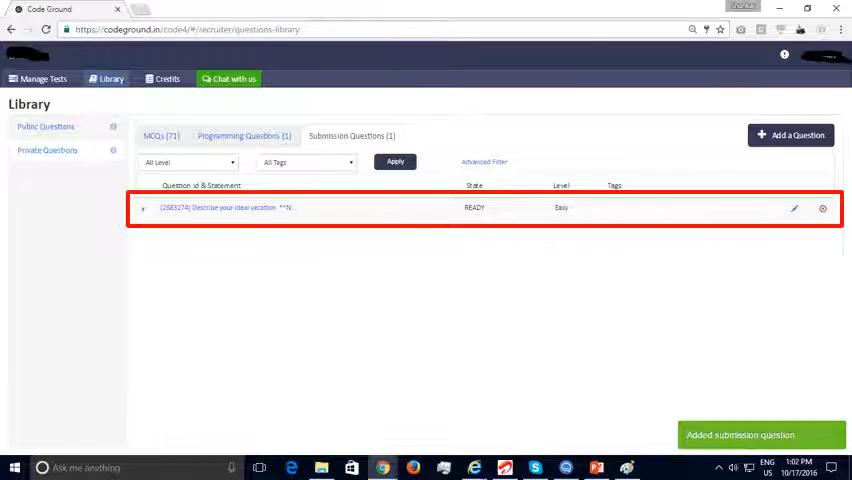 Code Ground
Shankar
https://codeground.in/code4/#/recruiter/questions-library
Manage Tests
Library
Credits
Chat with us
Library
Public Questions
Private Questions
MCQs (71)
Programming Questions (1)
Submission Questions (1)
Add a Question
All Level
All Tags
Apply
Advanced Filter
Question Id & Statement
State
Level
Tags
(2683274) Describe your ideal vacation. **N...
READY
Easy
Added submission question
Ask me anything
ENG
US
1:02 PM
10/17/2016